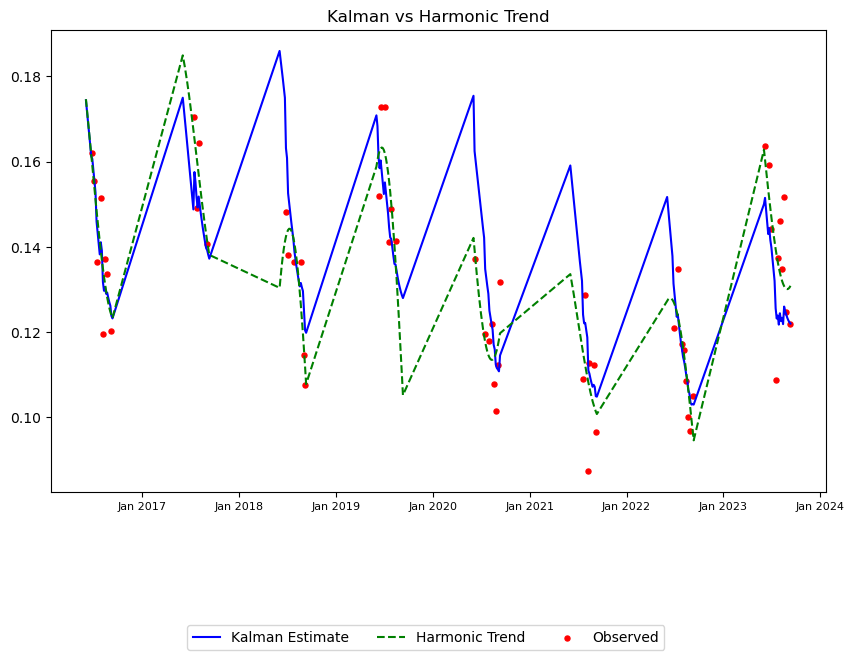 Kalman vs Harmonic Trend
0.18
0.16
0.14
0.12
0.10
Jan 2017 Jan 2018 Jan 2019 Jan 2020 Jan 2021 Jan 2022 Jan 2023 Jan 2024
Kalman Estimate Harmonic Trend Observed